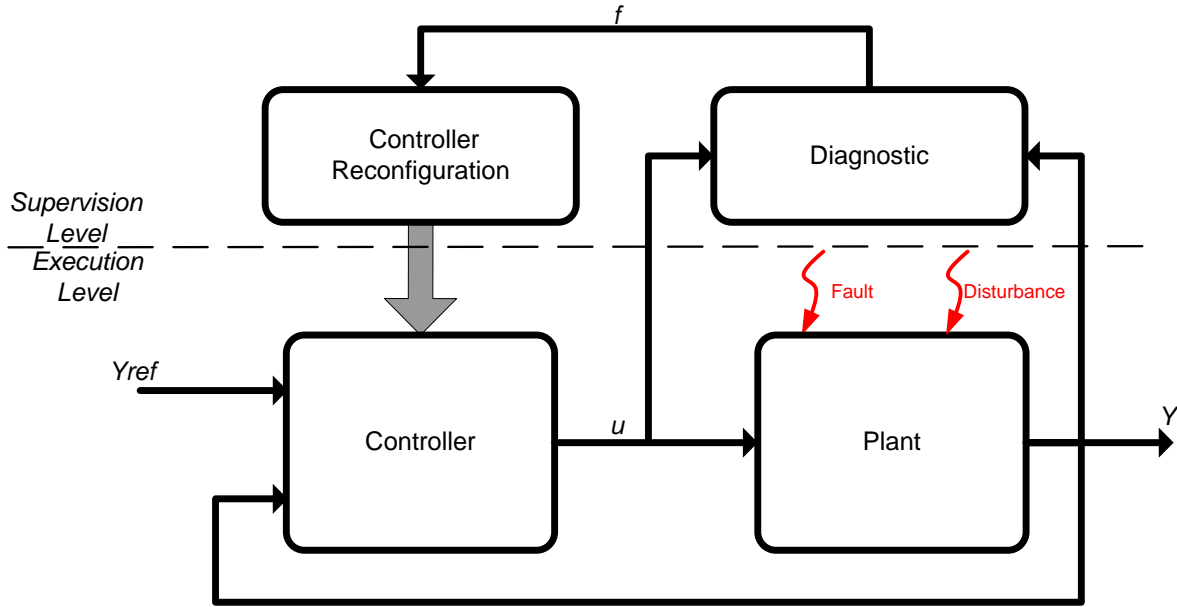 f
Controller
Reconfiguration
Diagnostic
Supervision
Level
Execution
Level
Fault
Disturbance
Yref
Controller
u
Plant
Y